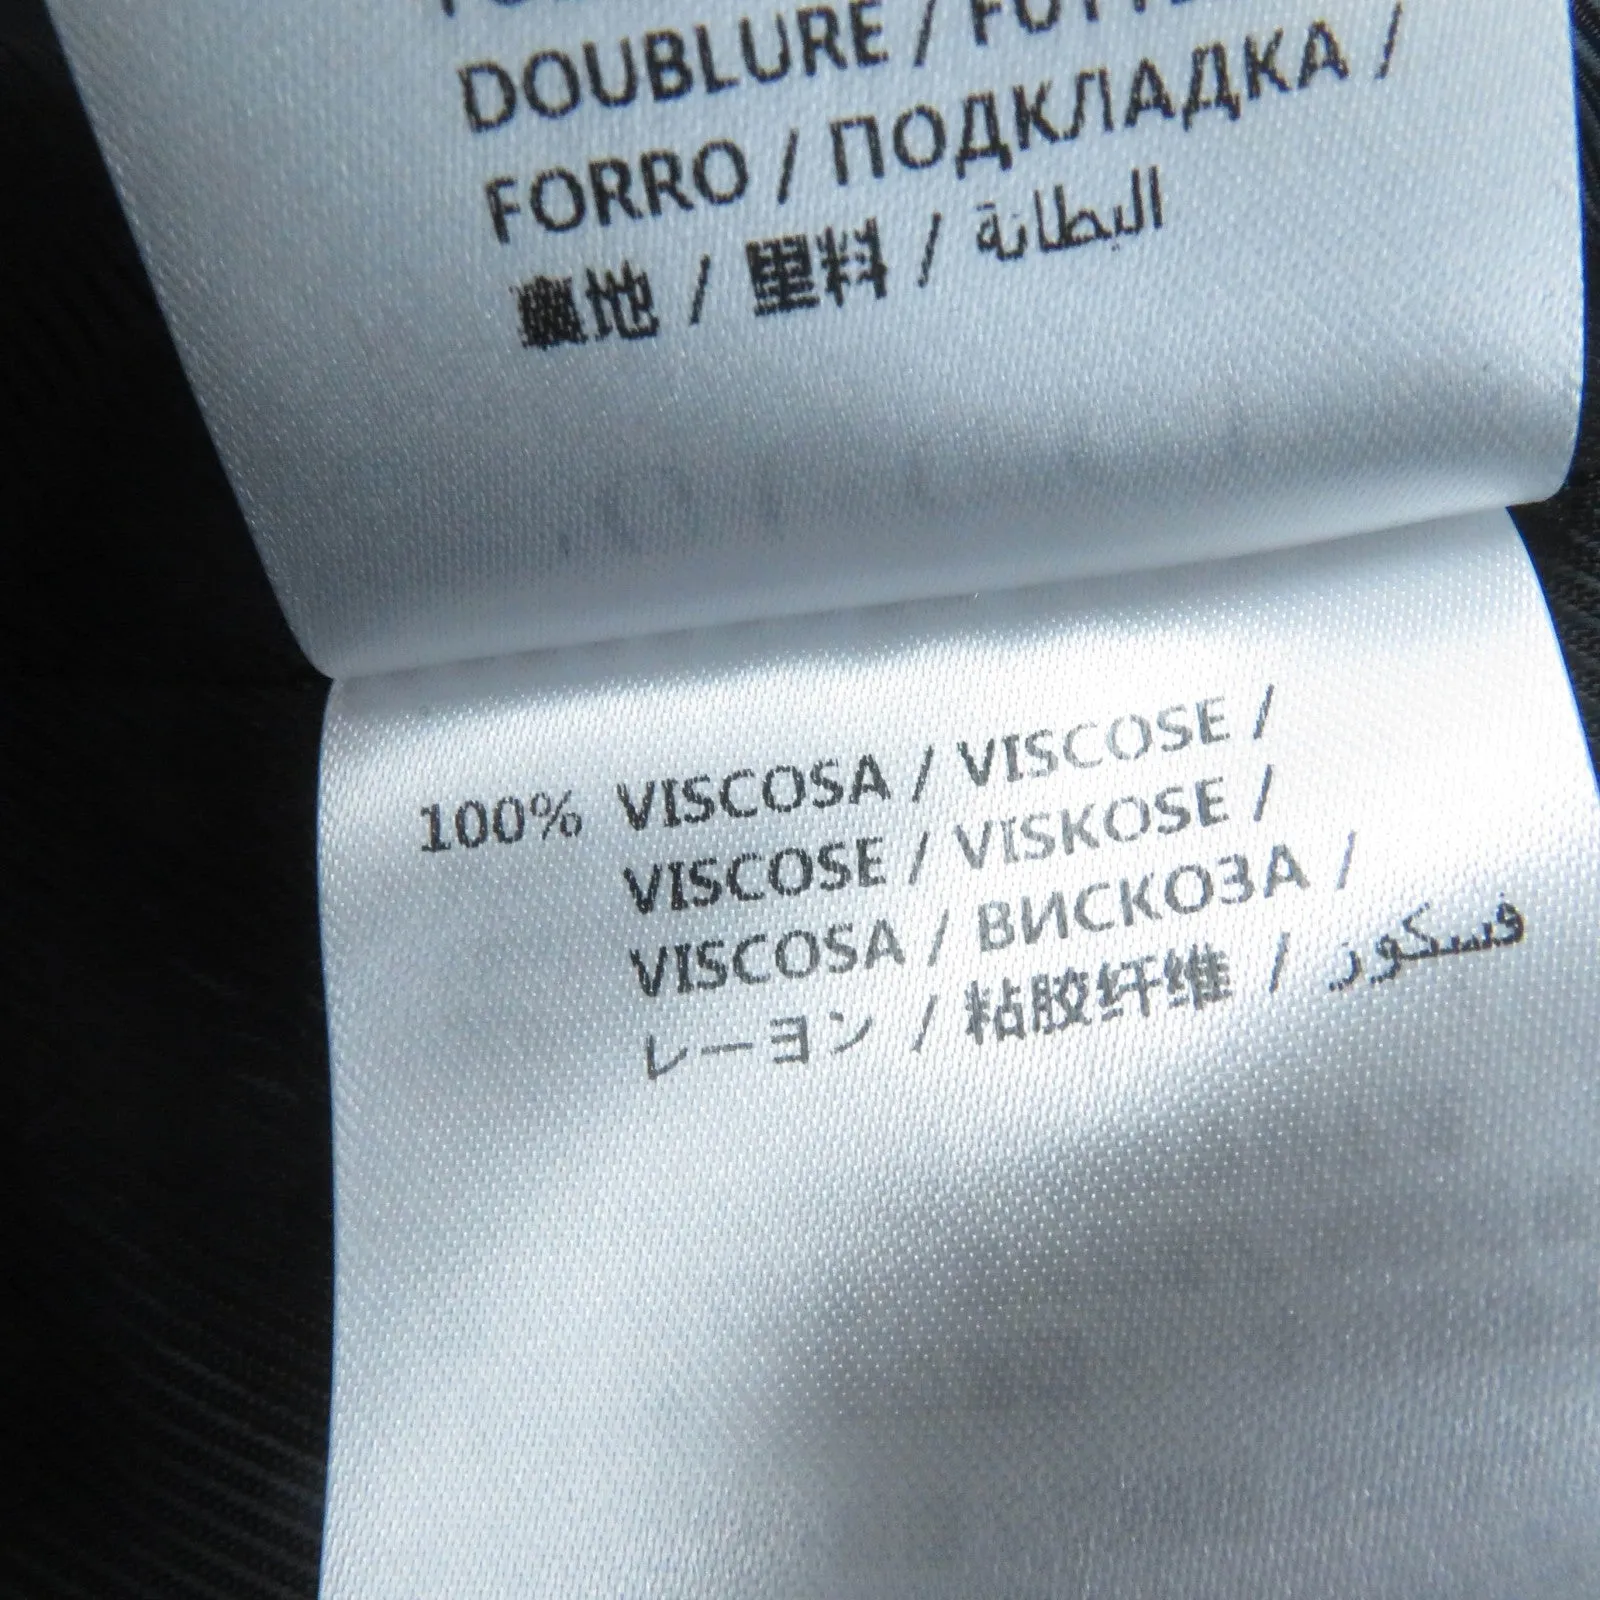 DOUBLURE /
FORRO / ПОДКЛАДКА /
裏地 / 里料 / البطانة
100% VISCOSA / VISCOSE /
VISCOSE / VISKOSE /
VISCOSA / ВИСКОЗА /
レーヨン / 粘胶纤维 / فسكوز